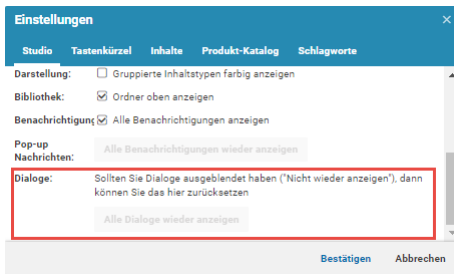 Einstellungen
Studio Tastenkürzel Inhalte Produkt-Katalog Schlagworte
Darstellung: Gruppierte Inhaltstypen farbig anzeigen
Bibliothek: Ordner oben anzeigen
Benachrichtigung Alle Benachrichtigungen anzeigen
Pop-up
Nachrichten: Alle Benachrichtigungen wieder anzeigen
Dialoge: Sollten Sie Dialoge ausgeblendet haben ("Nicht wieder anzeigen"), dann
können Sie das hier zurücksetzen
Alle Dialoge wieder anzeigen
Bestätigen Abbrechen